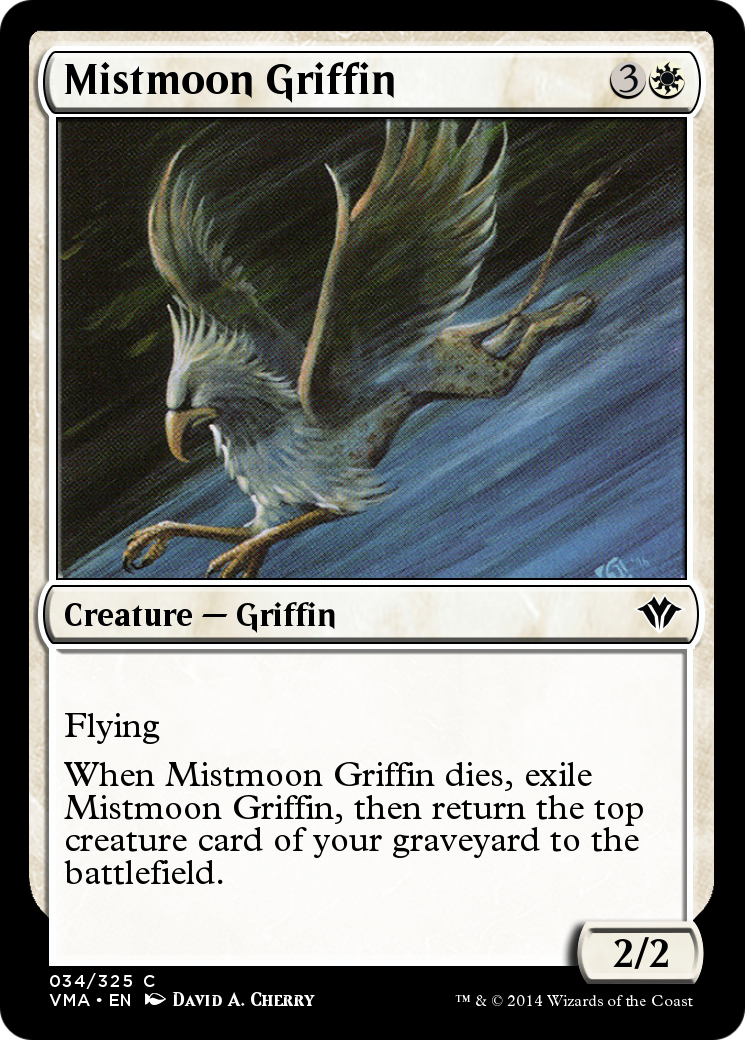 Mistmoon Griffin
3
Creature — Griffin
Flying
When Mistmoon Griffin dies, exile
Mistmoon Griffin, then return the top
creature card of your graveyard to the
battlefield.
2/2
034/325 C
VMA • EN David A. Cherry
™ & © 2014 Wizards of the Coast